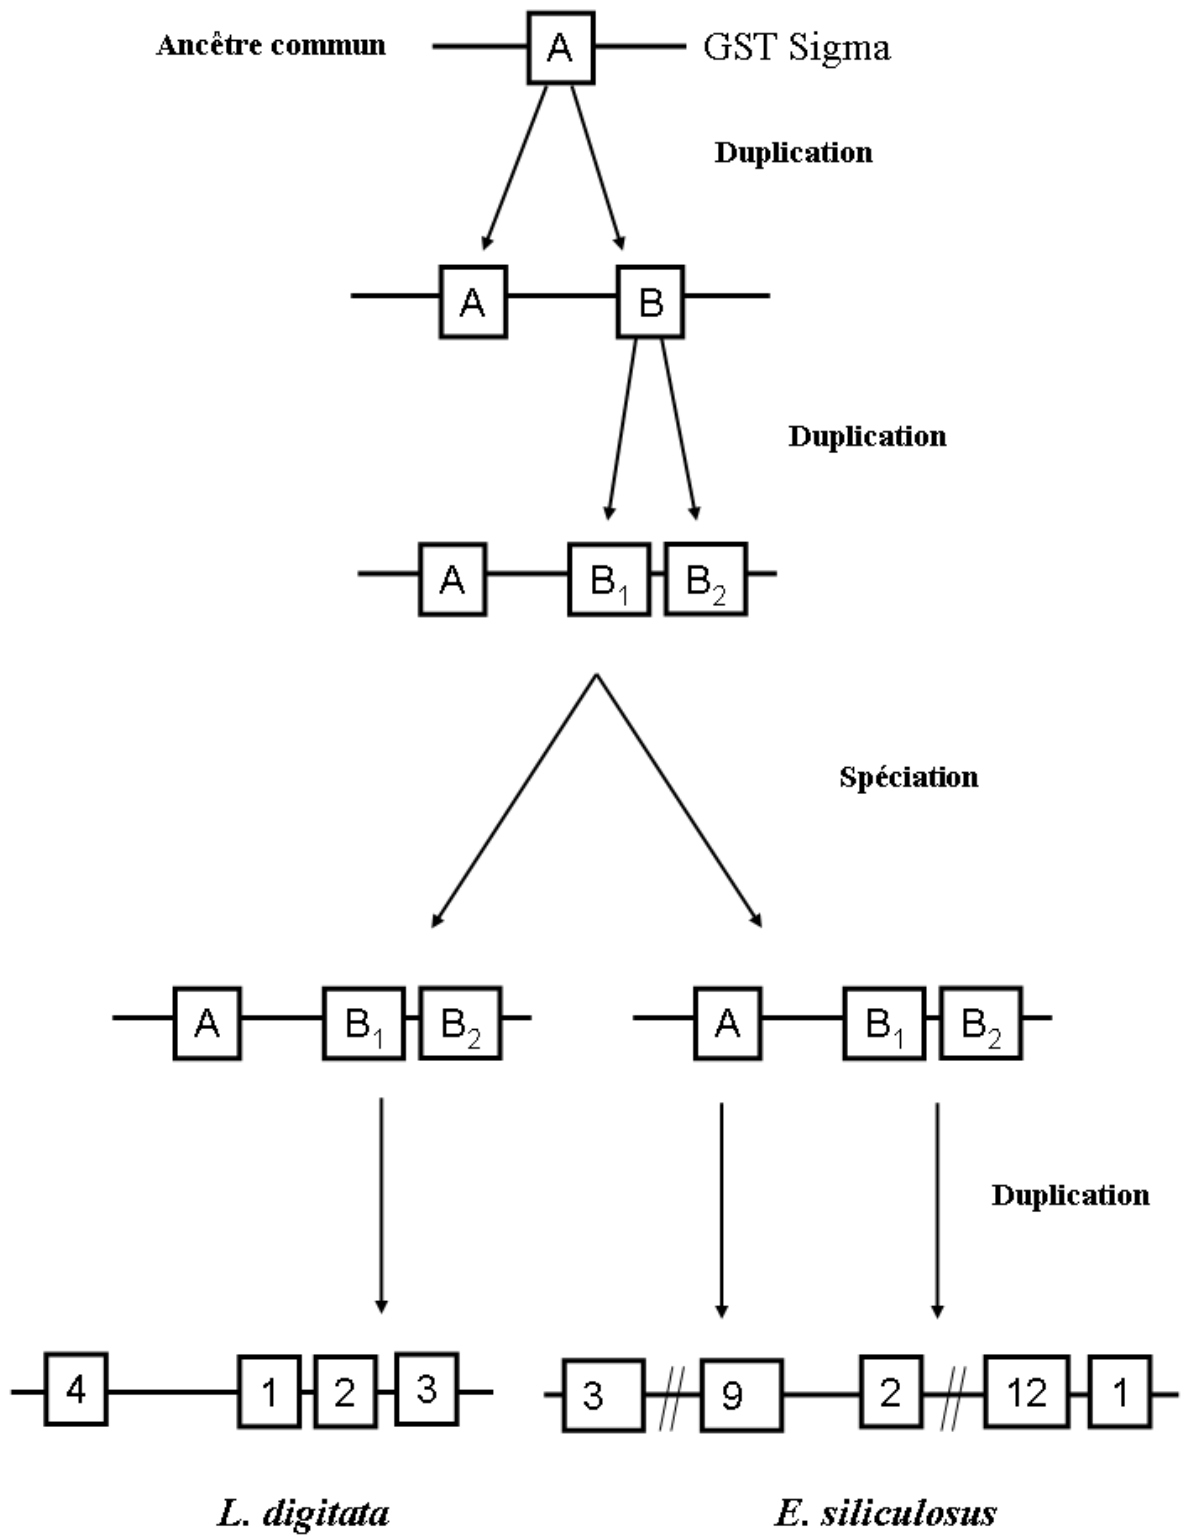 Ancêtre commun A GST Sigma
Duplication
A B
Duplication
A B1 B2
Spéciation
A B1 B2 A B1 B2
Duplication
4 1 2 3 3 // 9 2 // 12 1
L. digitata E. siliculosus